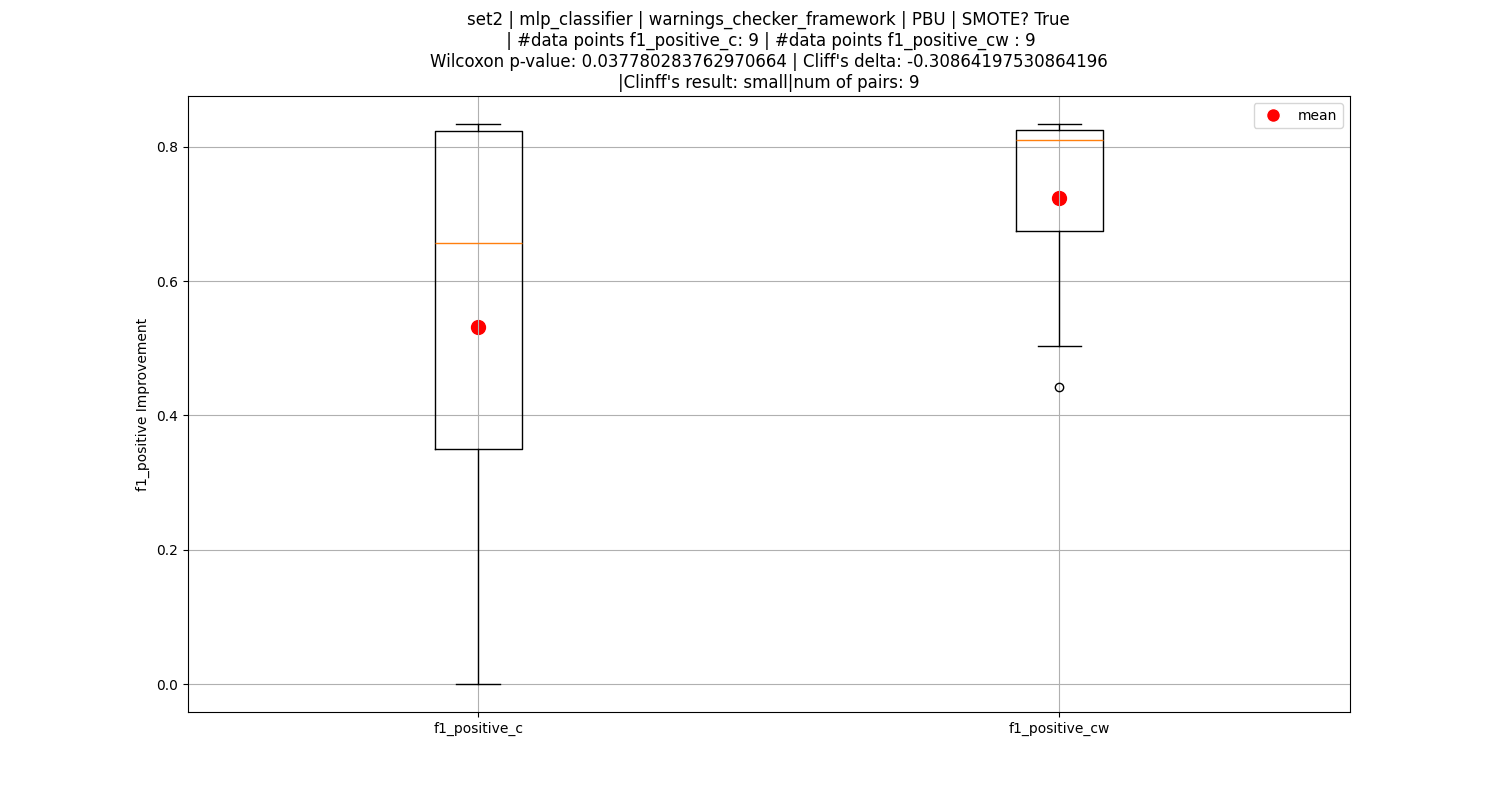 set2 | mlp_classifier | warnings_checker_framework | PBU | SMOTE? True
| #data points f1_positive_c: 9 | #data points f1_positive_cw : 9
Wilcoxon p-value: 0.037780283762970664 | Cliff's delta: -0.30864197530864196
|Clinff's result: small|num of pairs: 9
mean
0.8
0.6
0.4
0.2
0.0
f1_positive Improvement
f1_positive_c
f1_positive_cw